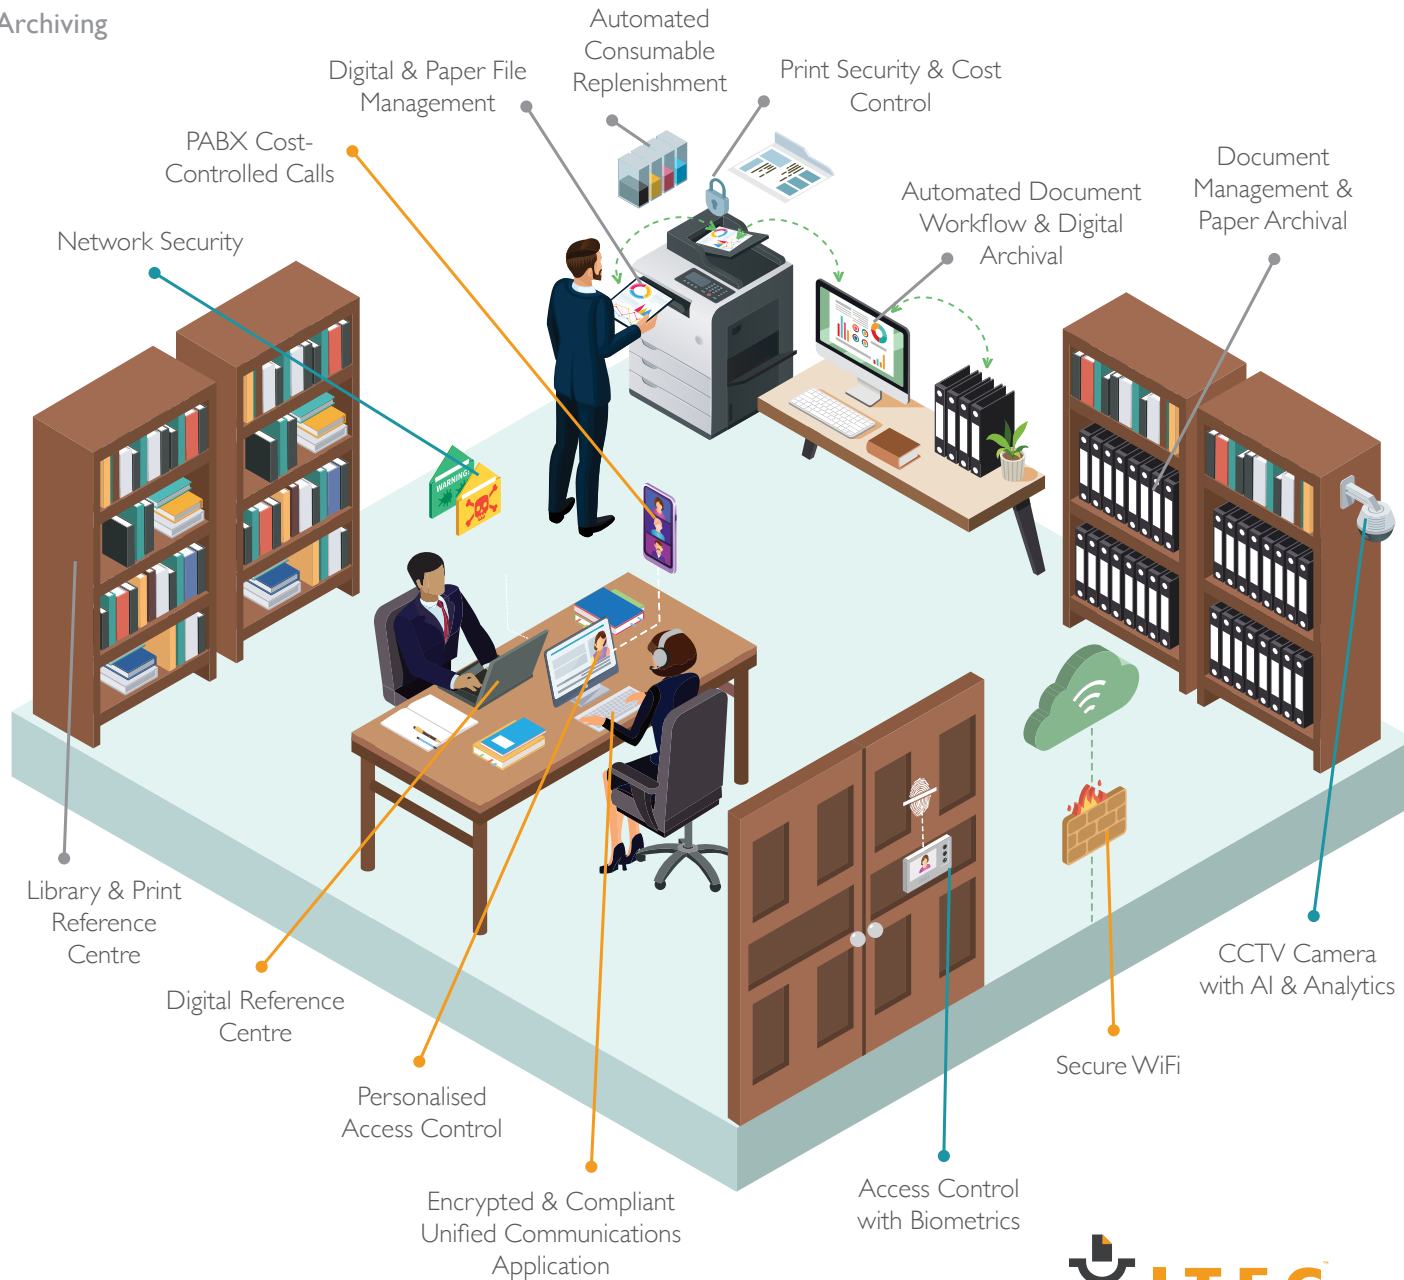 Archiving
Automated
Consumable
Replenishment
Digital & Paper File
Management
Print Security & Cost
Control
PABX Cost-
Controlled Calls
Document
Management &
Paper Archival
Automated Document
Workflow & Digital
Archival
Network Security
WARNING!
Library & Print
Reference
Centre
CCTV Camera
with AI & Analytics
Digital Reference
Centre
Secure WiFi
Personalised
Access Control
Access Control
with Biometrics
Encrypted & Compliant
Unified Communications
Application
ITEC™